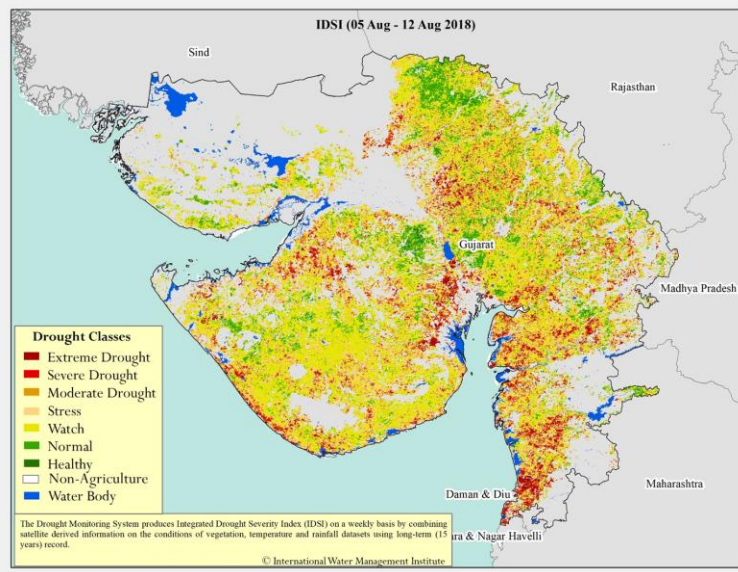 IDSI (05 Aug - 12 Aug 2018)
Sind
Rajasthan
Gujarat
Madhya Pradesh
Drought Classes
Extreme Drought
Severe Drought
Moderate Drought
Stress
Watch
Normal
Healthy
Non-Agriculture
Water Body
Maharashtra
Daman & Diu
ara & Nagar Havelli
The Drought Monitoring System produces Integrated Drought Severity Index (IDSI) on a weekly basis by combining
satellite derived information on the conditions of vegetation, temperature and rainfall datasets using long-term (15
years) record.
© International Water Management Institute